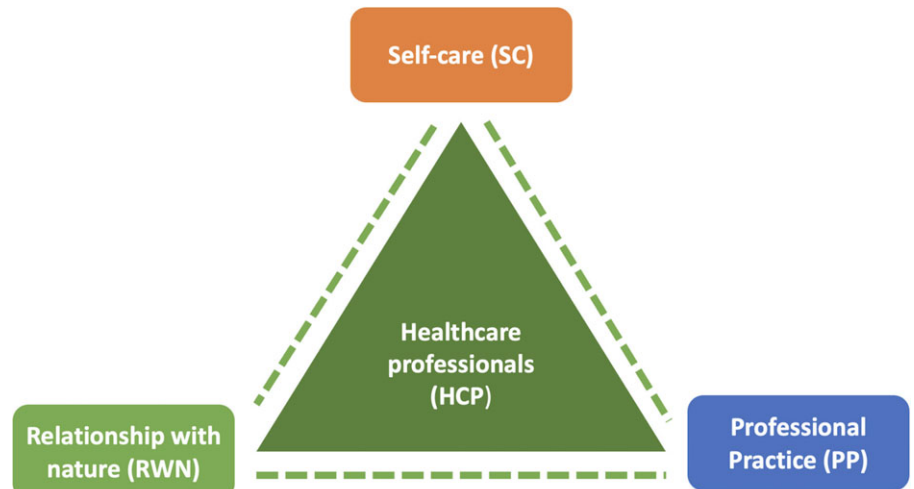 Self-care (SC)
Healthcare
professionals
(HCP)
Relationship with
nature (RWN)
Professional
Practice (PP)